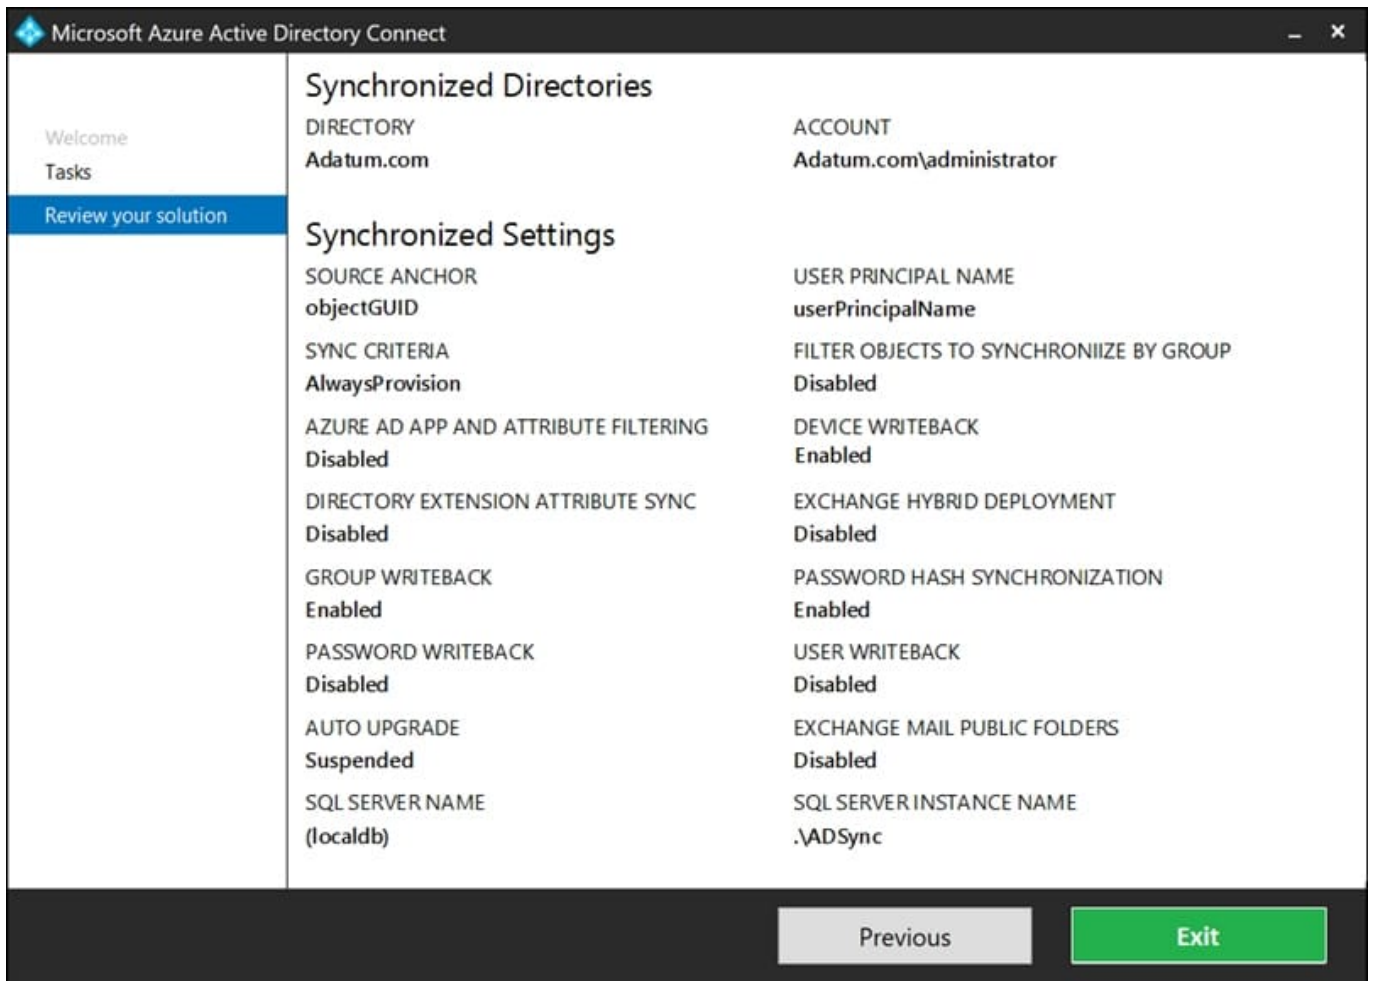 Microsoft Azure Active Directory Connect
Welcome
Tasks
Review your solution
Synchronized Directories
DIRECTORY
ACCOUNT
Adatum.com
Adatum.com\administrator
Synchronized Settings
SOURCE ANCHOR
USER PRINCIPAL NAME
objectGUID
userPrincipalName
SYNC CRITERIA
FILTER OBJECTS TO SYNCHRONIIZE BY GROUP
AlwaysProvision
Disabled
AZURE AD APP AND ATTRIBUTE FILTERING
DEVICE WRITEBACK
Disabled
Enabled
DIRECTORY EXTENSION ATTRIBUTE SYNC
EXCHANGE HYBRID DEPLOYMENT
Disabled
Disabled
GROUP WRITEBACK
PASSWORD HASH SYNCHRONIZATION
Enabled
Enabled
PASSWORD WRITEBACK
USER WRITEBACK
Disabled
Disabled
AUTO UPGRADE
EXCHANGE MAIL PUBLIC FOLDERS
Suspended
Disabled
SQL SERVER NAME
SQL SERVER INSTANCE NAME
(localdb)
.\ADSync
Previous
Exit